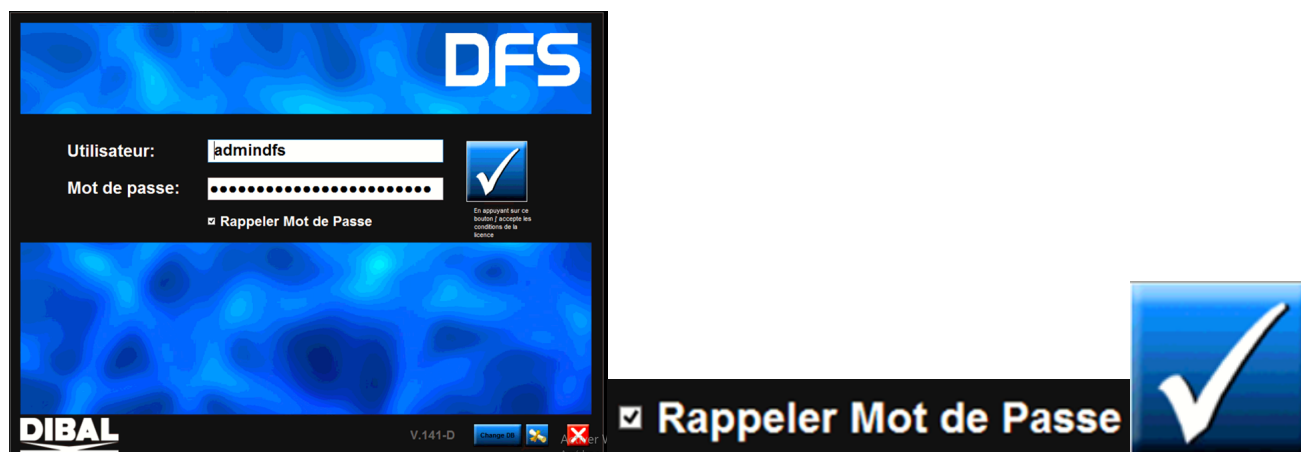 DFS
Utilisateur:
admindfs
Mot de passe:
Rappeler Mot de Passe
En appuyant sur ce
bouton j' accepte les
conditions de la
licence
DIBAL
V.141-D
Change DB
Rappeler Mot de Passe